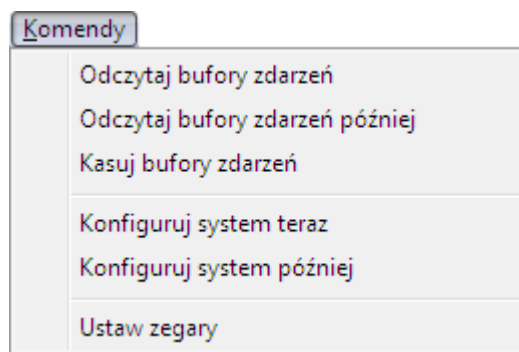 Komendy
Odczytaj bufory zdarzeń
Odczytaj bufory zdarzeń później
Kasuj bufory zdarzeń
Konfiguruj system teraz
Konfiguruj system później
Ustaw zegary